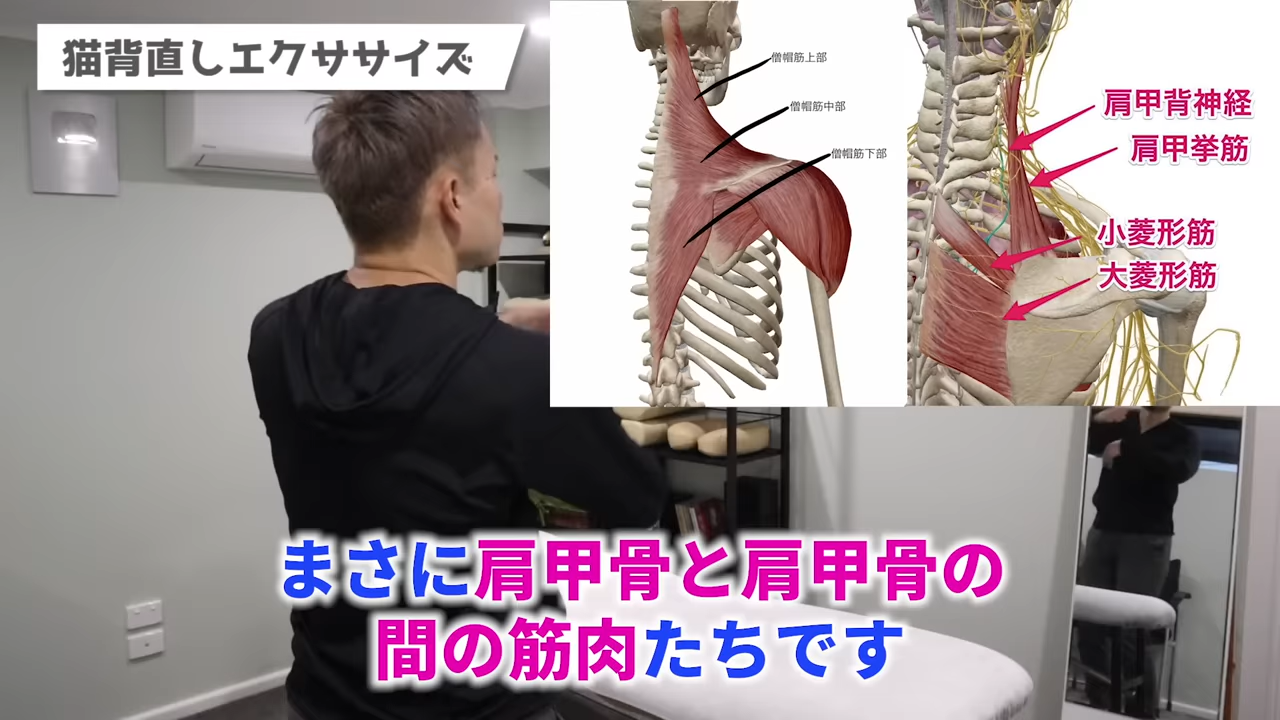 猫背直しエクササイズ
僧帽筋上部
僧帽筋中部
僧帽筋下部
肩甲背神経
肩甲挙筋
小菱形筋
大菱形筋
まさに肩甲骨と肩甲骨の
間の筋肉たちです